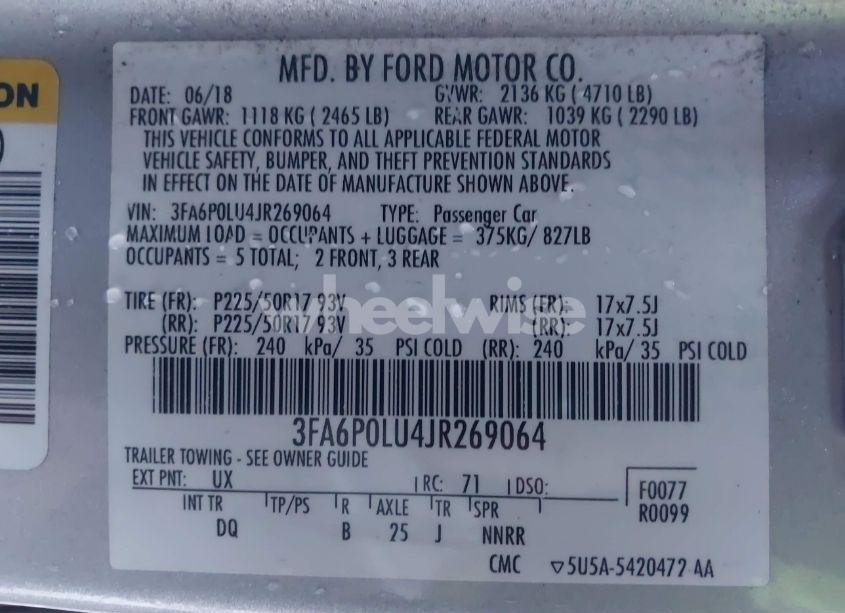 ON
MFD. BY FORD MOTOR CO.
DATE: 06/18 GVWR: 2136 KG ( 4710 LB)
FRONT GAWR: 1118 KG ( 2465 LB) REAR GAWR: 1039 KG ( 2290 LB)
THIS VEHICLE CONFORMS TO ALL APPLICABLE FEDERAL MOTOR
VEHICLE SAFETY, BUMPER, AND THEFT PREVENTION STANDARDS
IN EFFECT ON THE DATE OF MANUFACTURE SHOWN ABOVE.
VIN: 3FA6P0LU4JR269064 TYPE: Passenger Car
MAXIMUM LOAD = OCCUPANTS + LUGGAGE = 375KG/ 827LB
OCCUPANTS = 5 TOTAL; 2 FRONT, 3 REAR
TIRE (FR): P225/50R17 93V RIMS (FR): 17x7.5J
wheelwise
(RR): P225/50R17 93V (RR): 17x7.5J
PRESSURE (FR): 240 kPa/ 35 PSI COLD (RR): 240 kPa/ 35 PSI COLD
3FA6P0LU4JR269064
TRAILER TOWING - SEE OWNER GUIDE
EXT PNT: UX RC: 71 DSO: F0077
R0099
INT TR TP/PS R AXLE TR SPR
DQ B 25 J NNRR
CMC ▽5U5A-5420472 AA